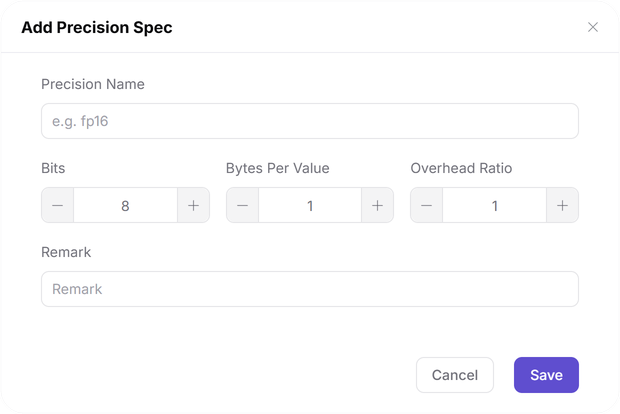 Add Precision Spec
Precision Name
e.g. fp16
Bits Bytes Per Value Overhead Ratio
8 1 1
Remark
Remark
Cancel Save